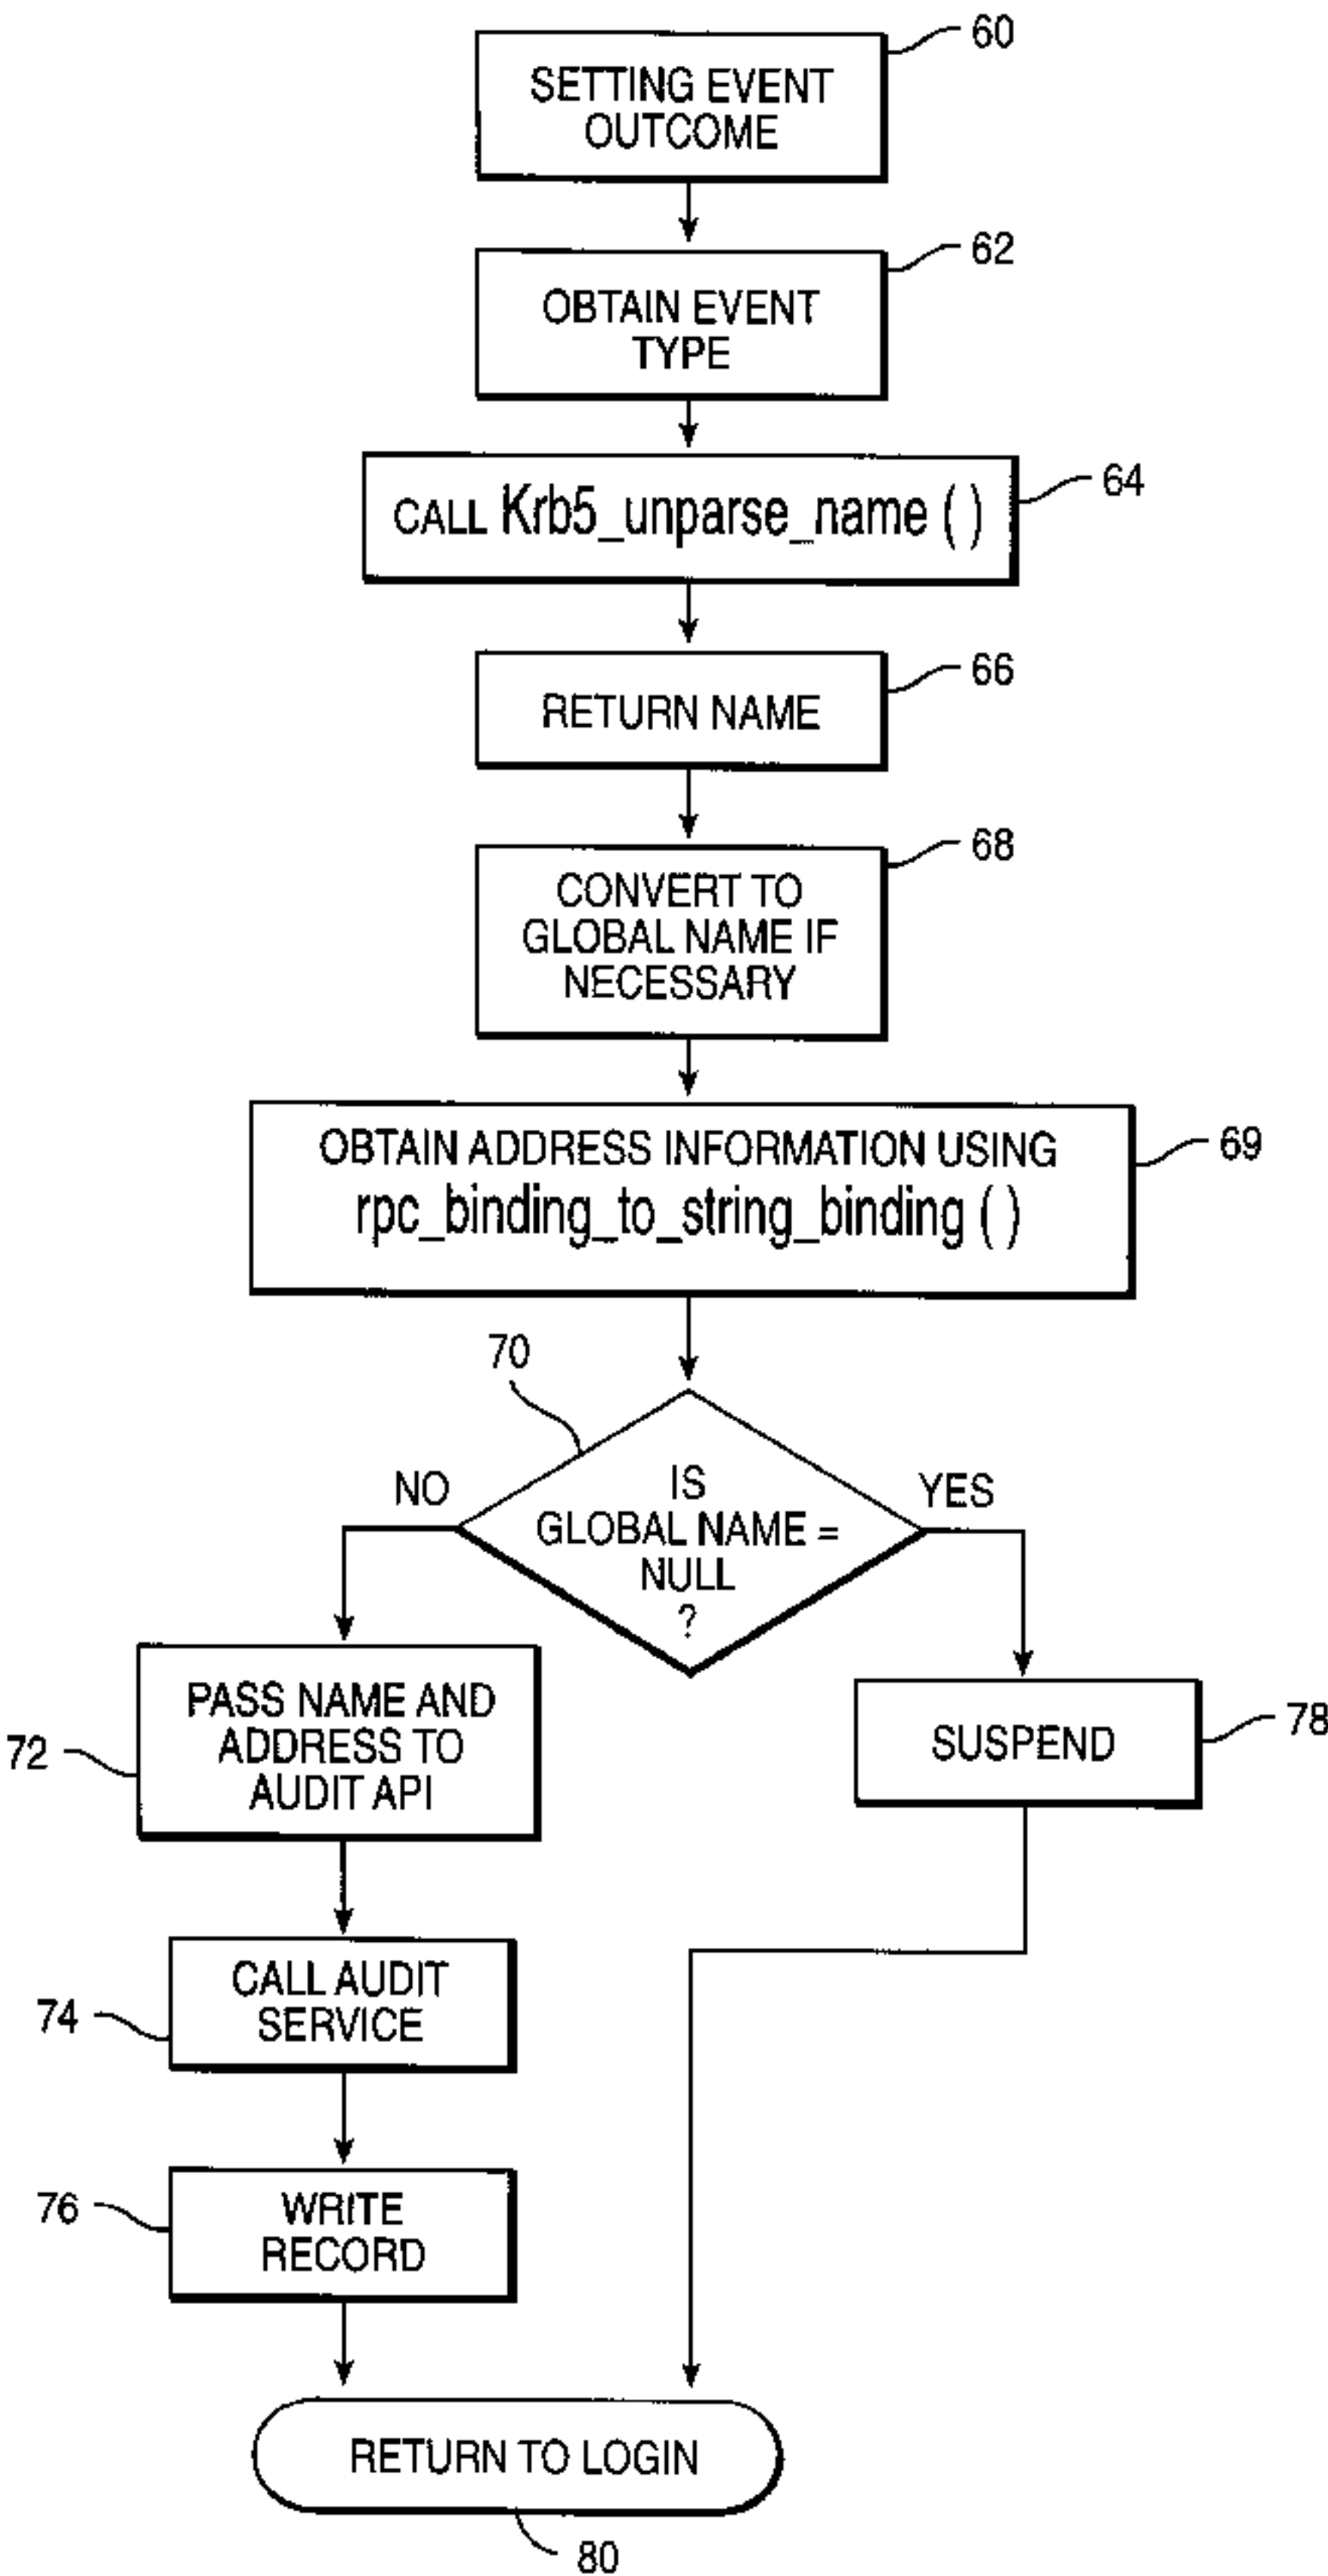 60
SETTING EVENT
OUTCOME
62
OBTAIN EVENT
TYPE
64
CALL Krb5_unparse_name ( )
66
RETURN NAME
68
CONVERT TO
GLOBAL NAME IF
NECESSARY
69
OBTAIN ADDRESS INFORMATION USING
rpc_binding_to_string_binding ( )
70
NO
IS
GLOBAL NAME =
NULL
?
YES
72
PASS NAME AND
ADDRESS TO
AUDIT API
SUSPEND
78
74
CALL AUDIT
SERVICE
76
WRITE
RECORD
RETURN TO LOGIN
80